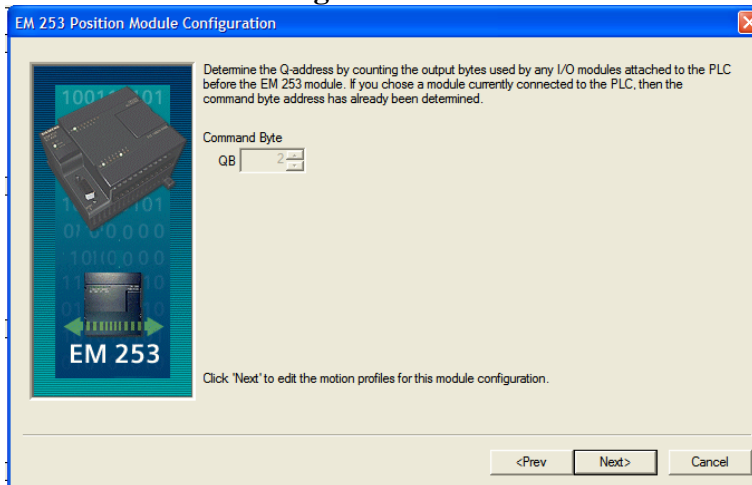 EM 253 Position Module Configuration
Determine the Q-address by counting the output bytes used by any I/O modules attached to the PLC
before the EM 253 module. If you chose a module currently connected to the PLC, then the
command byte address has already been determined.
Command Byte
QB 2
EM 253
Click 'Next' to edit the motion profiles for this module configuration.
<Prev Next> Cancel